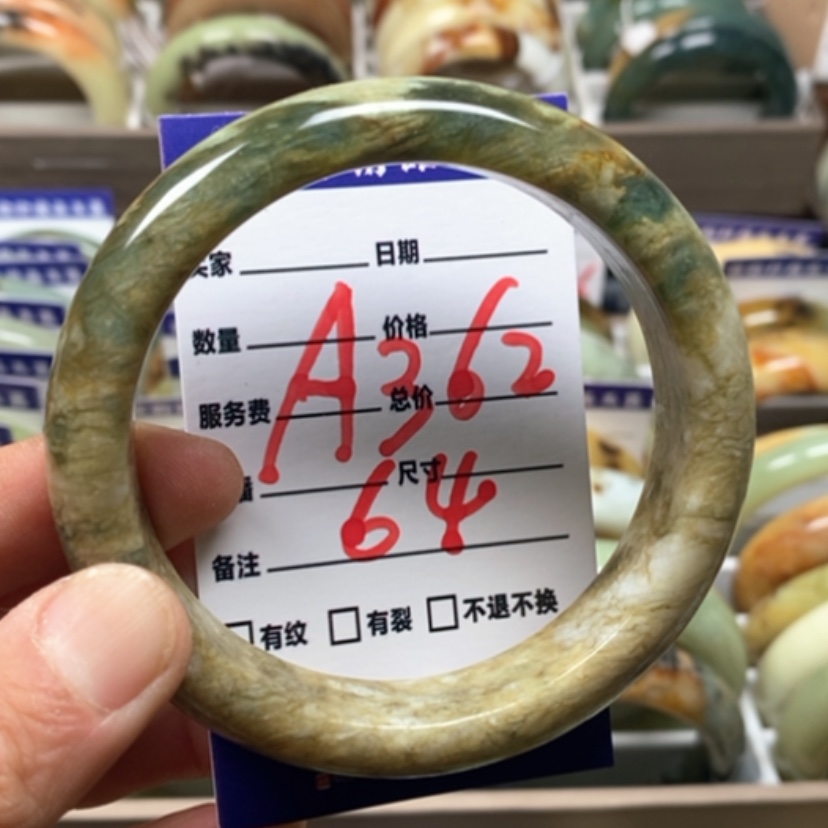 家 日期
数量 价格
A362
服务费 总价
尺寸
64
备注
有纹 有裂 不退不换